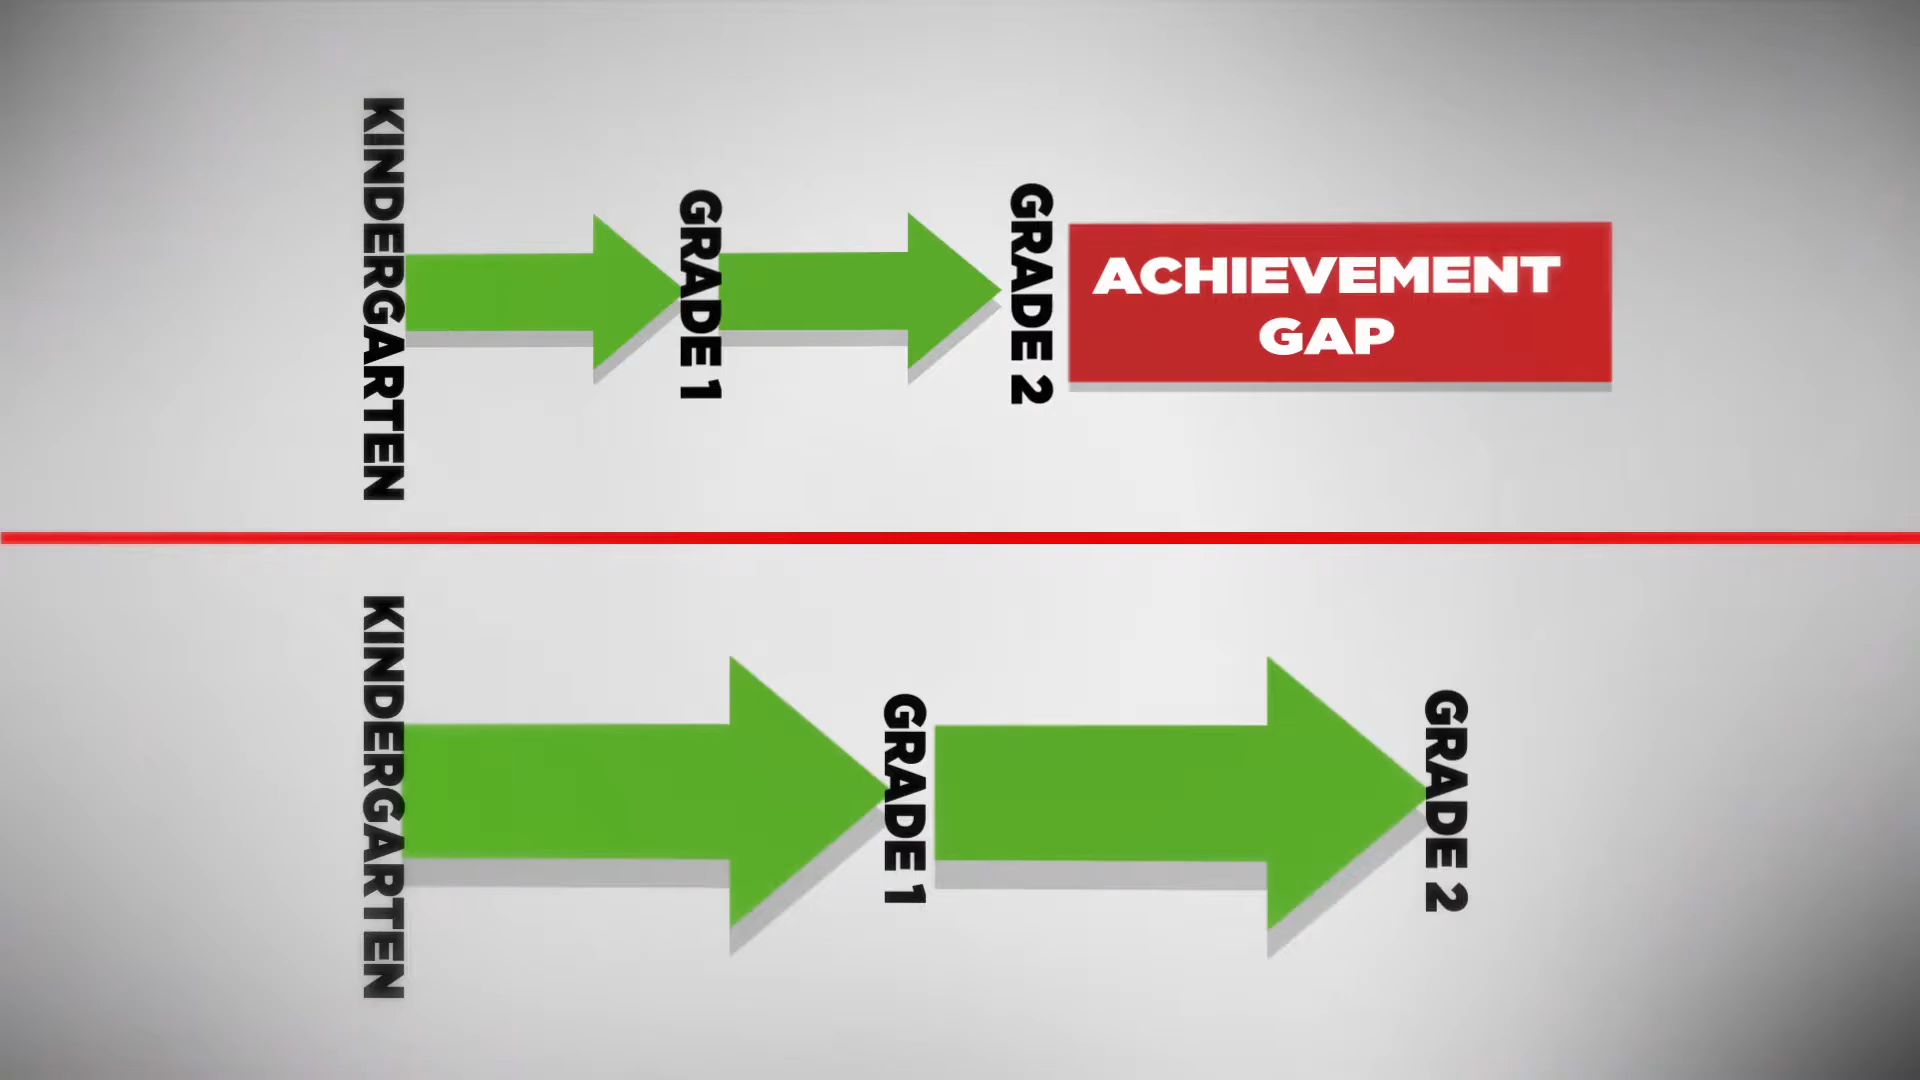 KINDERGARTEN
GRADE 1
GRADE 2
ACHIEVEMENT
GAP
KINDERGARTEN
GRADE 1
GRADE 2